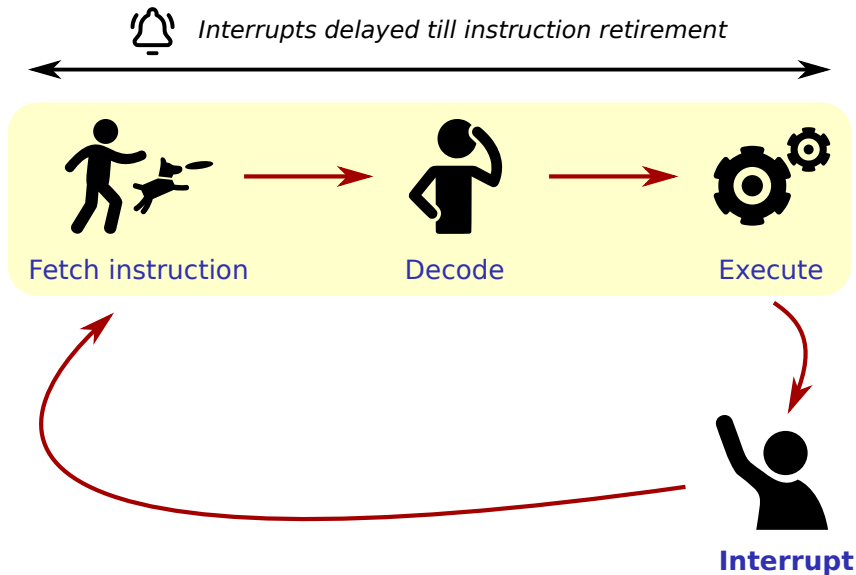 Interrupts delayed till instruction retirement
Fetch instruction
Decode
Execute
Interrupt